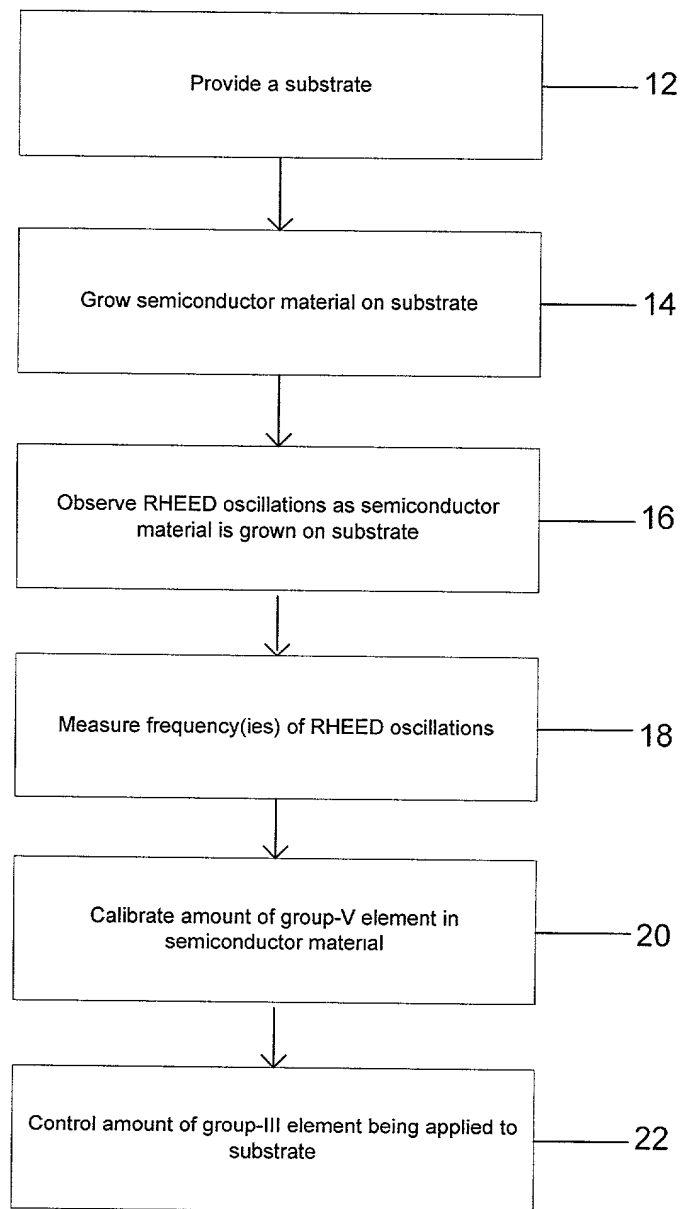 Provide a substrate
12
Grow semiconductor material on substrate
14
Observe RHEED oscillations as semiconductor
material is grown on substrate
16
Measure frequency(ies) of RHEED oscillations
18
Calibrate amount of group-V element in
semiconductor material
20
Control amount of group-III element being applied to
substrate
22